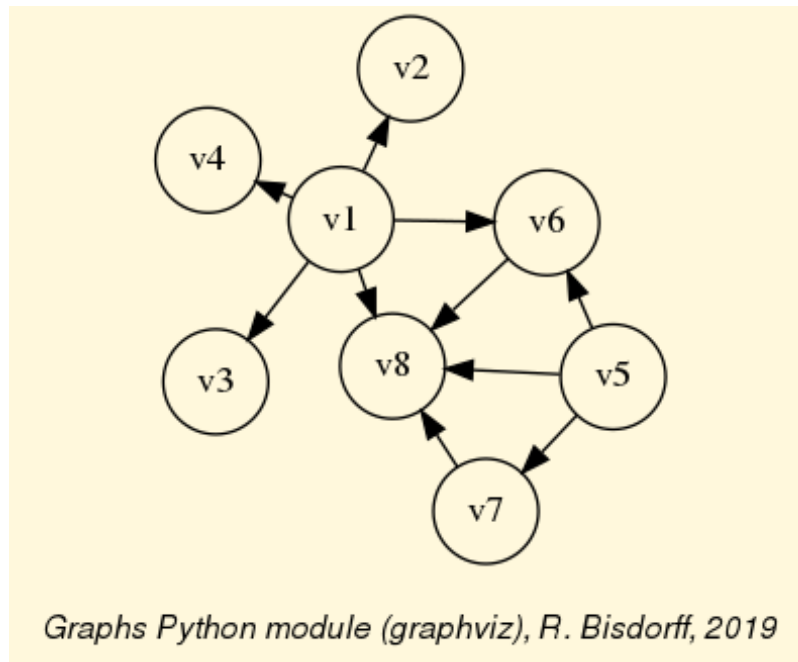 v2
v4
v1
v6
v8
v5
v3
v7
Graphs Python module (graphviz), R. Bisdorff, 2019